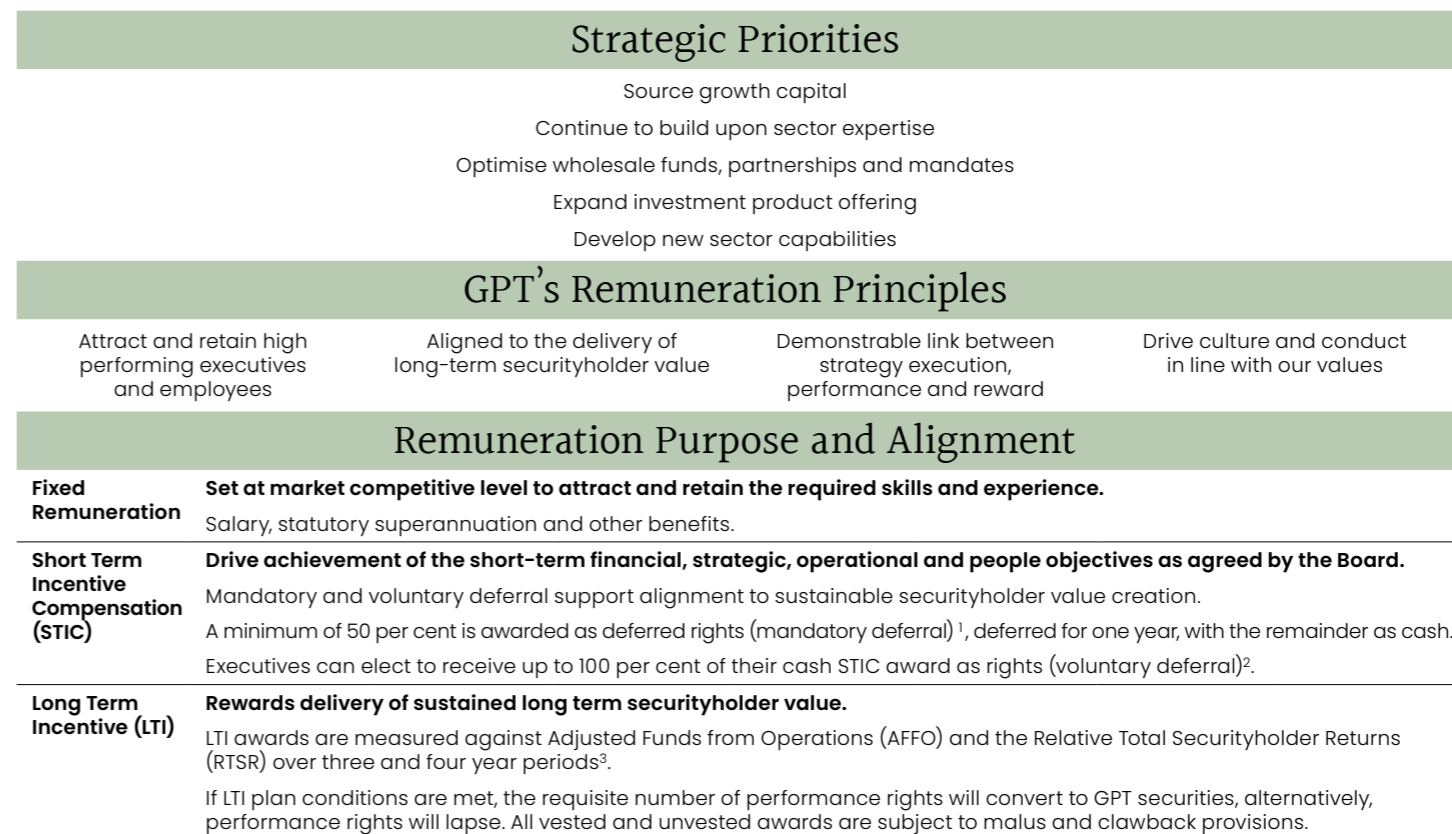 Strategic Priorities
Source growth capital
Continue to build upon sector expertise
Optimise wholesale funds, partnerships and mandates
Expand investment product offering
Develop new sector capabilities
GPT's Remuneration Principles
Attract and retain high
performing executives
and employees
Aligned to the delivery of
long-term securityholder value
Demonstrable link between
strategy execution,
performance and reward
Drive culture and conduct
in line with our values
Remuneration Purpose and Alignment
Fixed
Remuneration
Set at market competitive level to attract and retain the required skills and experience.
Salary, statutory superannuation and other benefits.
Short Term
Incentive
Compensation
(STIC)
Drive achievement of the short-term financial, strategic, operational and people objectives as agreed by the Board.
Mandatory and voluntary deferral support alignment to sustainable securityholder value creation.
A minimum of 50 per cent is awarded as deferred rights (mandatory deferral) ¹, deferred for one year, with the remainder as cash.
Executives can elect to receive up to 100 per cent of their cash STIC award as rights (voluntary deferral)².
Long Term
Incentive (LTI)
Rewards delivery of sustained long term securityholder value.
LTI awards are measured against Adjusted Funds from Operations (AFFO) and the Relative Total Securityholder Returns
(RTSR) over three and four year periods³.
If LTI plan conditions are met, the requisite number of performance rights will convert to GPT securities, alternatively,
performance rights will lapse. All vested and unvested awards are subject to malus and clawback provisions.